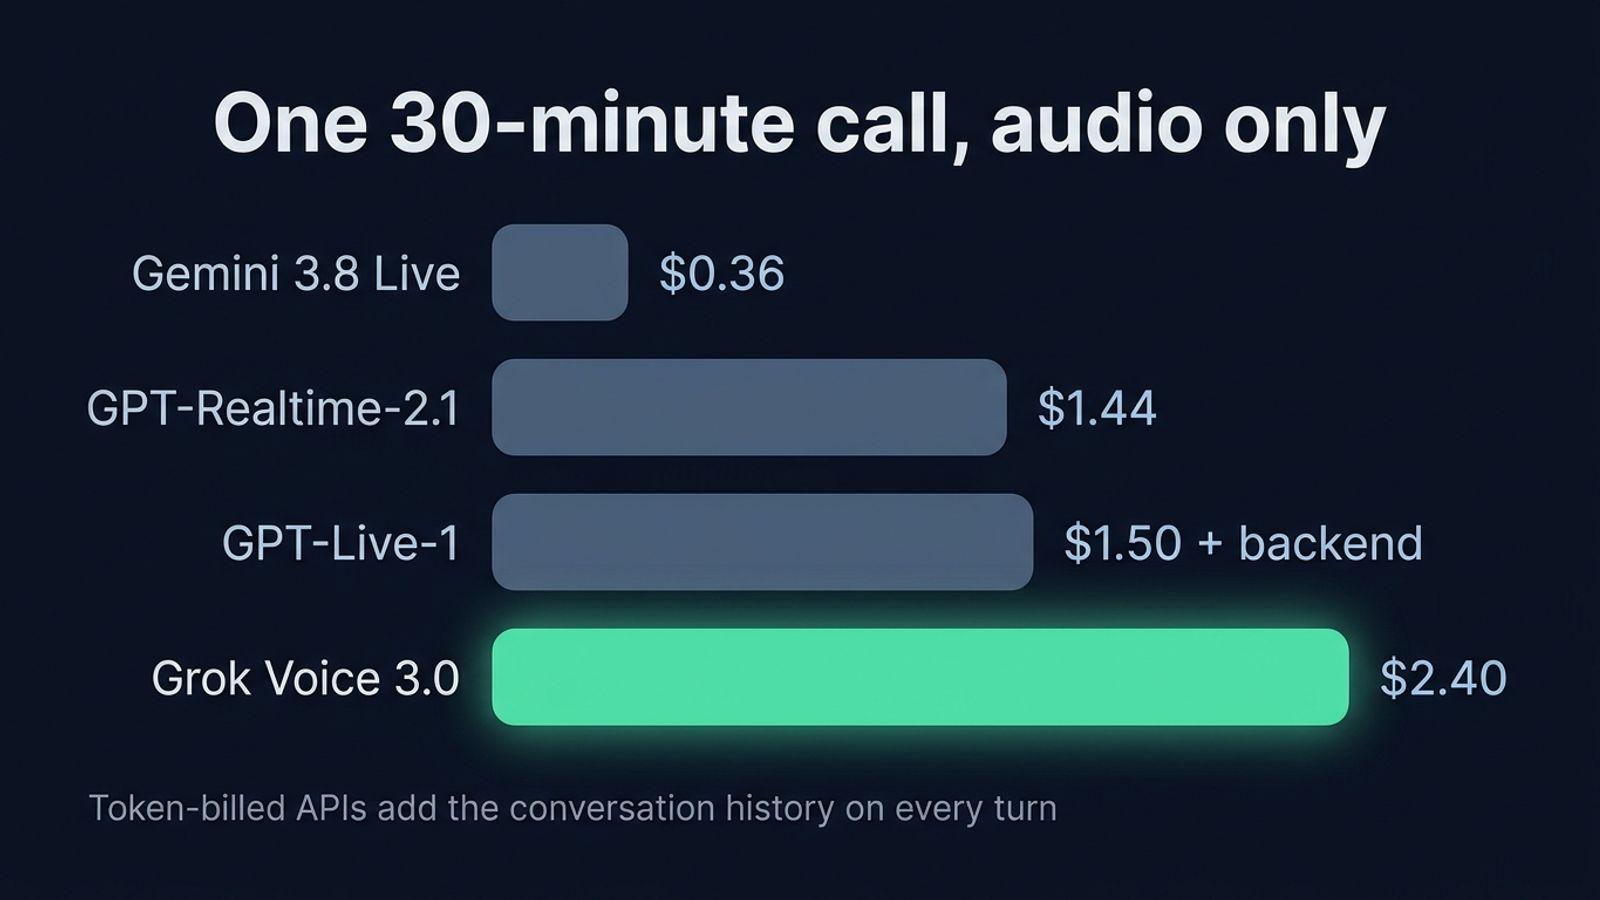 One 30-minute call, audio only
Gemini 3.8 Live $0.36
GPT-Realtime-2.1 $1.44
GPT-Live-1 $1.50 + backend
Grok Voice 3.0 $2.40
Token-billed APIs add the conversation history on every turn